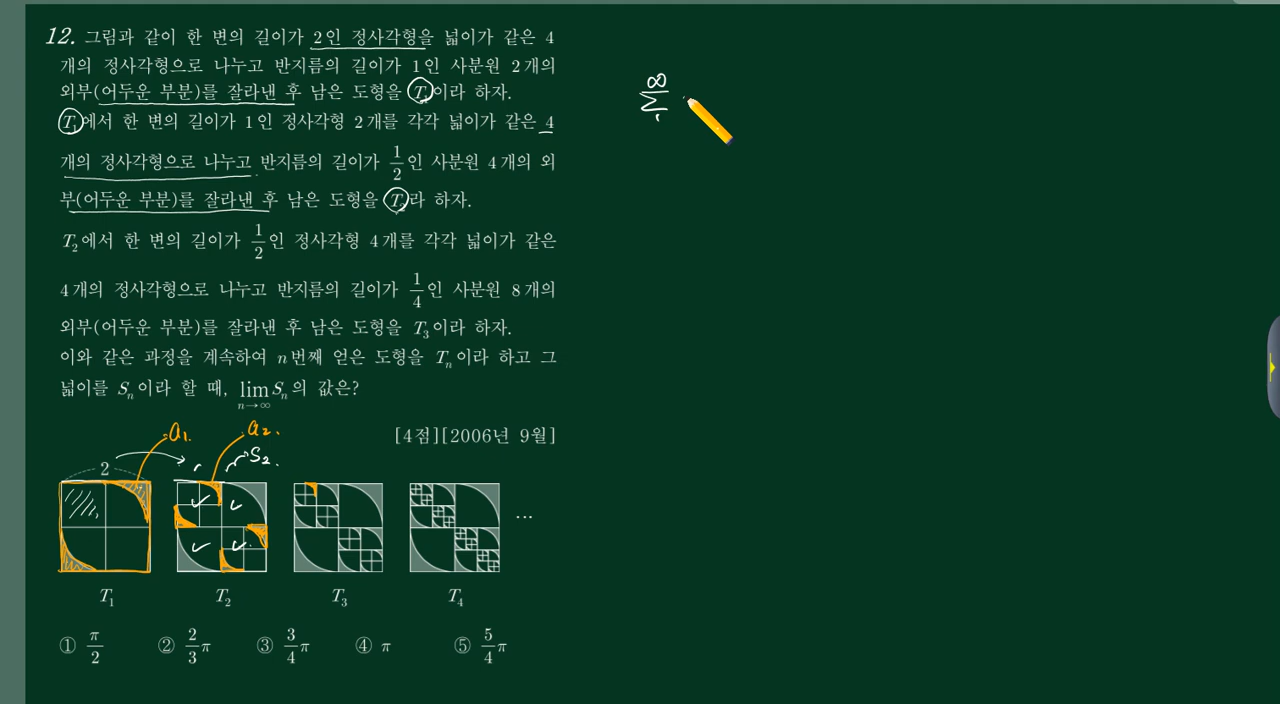 12. 그림과 같이 한 변의 길이가 2인 정사각형을 넓이가 같은 4
개의 정사각형으로 나누고 반지름의 길이가 1인 사분원 2개의
외부(어두운 부분)를 잘라낸 후 남은 도형을 T₁이라 하자.
T₁에서 한 변의 길이가 1인 정사각형 2개를 각각 넓이가 같은 4
개의 정사각형으로 나누고 반지름의 길이가 1/2인 사분원 4개의 외
부(어두운 부분)를 잘라낸 후 남은 도형을 T₂라 하자.
T₂에서 한 변의 길이가 1/2인 정사각형 4개를 각각 넓이가 같은
4개의 정사각형으로 나누고 반지름의 길이가 1/4인 사분원 8개의
외부(어두운 부분)를 잘라낸 후 남은 도형을 T₃이라 하자.
이와 같은 과정을 계속하여 n번째 얻은 도형을 Tₙ이라 하고 그
넓이를 Sₙ이라 할 때, lim n→∞ Sₙ의 값은?
[4점][2006년 9월]
a₁. a₂. S₂.
2
...
T₁ T₂ T₃ T₄
① π/2 ② 2/3 π ③ 3/4 π ④ π ⑤ 5/4 π
∞
Σ